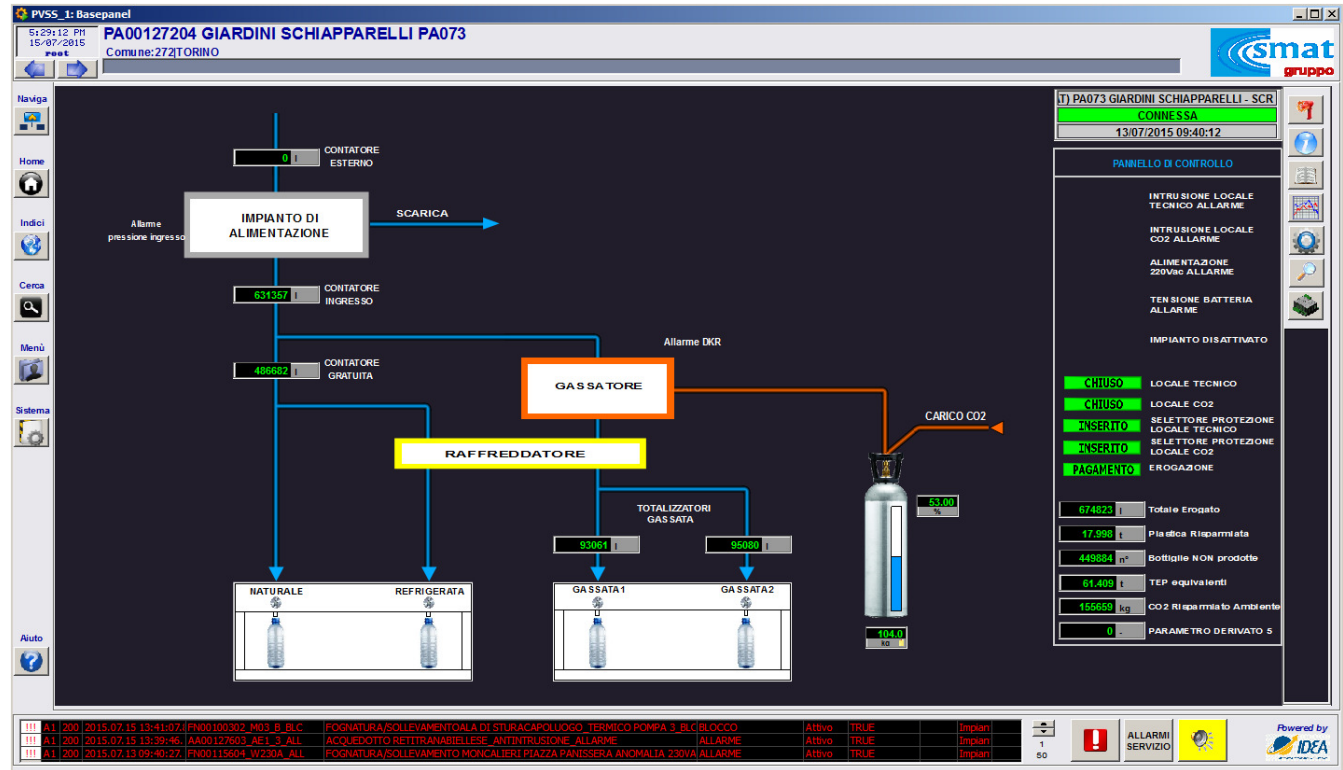 PVSS_1: Basepanel
5:29:12 PM
15/07/2015
root
PA00127204 GIARDINI SCHIAPPARELLI PA073
Comune:272|TORINO
smat
gruppo
Naviga
Home
Indici
Cerca
Menù
Sistema
Aiuto
0 l
CONTATORE
ESTERNO
Allarme
pressione ingresso
IMPIANTO DI
ALIMENTAZIONE
SCARICA
631357 l
CONTATORE
INGRESSO
486682 l
CONTATORE
GRATUITA
Allarme DKR
GASSATORE
RAFFREDDATORE
CARICO CO2
53.00
%
TOTALIZZATORI
GASSATA
93061 l
95080 l
NATURALE
REFRIGERATA
GASSATA1
GASSATA2
104.0
kg
T) PA073 GIARDINI SCHIAPPARELLI - SCR
CONNESSA
13/07/2015 09:40:12
PANNELLO DI CONTROLLO
INTRUSIONE LOCALE
TECNICO ALLARME
INTRUSIONE LOCALE
CO2 ALLARME
ALIMENTAZIONE
220Vac ALLARME
TENSIONE BATTERIA
ALLARME
IMPIANTO DISATTIVATO
CHIUSO LOCALE TECNICO
CHIUSO LOCALE CO2
INSERITO SELETTORE PROTEZIONE
LOCALE TECNICO
INSERITO SELETTORE PROTEZIONE
LOCALE CO2
PAGAMENTO EROGAZIONE
674823 l Totale Erogato
17.998 t Plastica Risparmiata
449884 n° Bottiglie NON prodotte
61.409 t TEP equivalenti
155659 kg CO2 Risparmiato Ambiente
0 - PARAMETRO DERIVATO 5
!!! A1 200 2015.07.15 13:41:07. FN00100302_M03_B_BLC FOGNATURA/SOLLEVAMENTOALA DI STURACAPOLUOGO_TERMICO POMPA 3_BLC BLOCCO Attivo TRUE Impian
!!! A1 200 2015.07.15 13:39:46. AA00127603_AE1_3_ALL ACQUEDOTTO RETITRANABIELLESE_ANTINTRUSIONE_ALLARME ALLARME Attivo TRUE Impian
!!! A1 200 2015.07.13 09:40:27. FN00115604_W230A_ALL FOGNATURA/SOLLEVAMENTO MONCALIERI PIAZZA PANISSERA ANOMALIA 230VA ALLARME Attivo TRUE Impian
1
50
ALLARMI
SERVIZIO
Powered by
IDEA